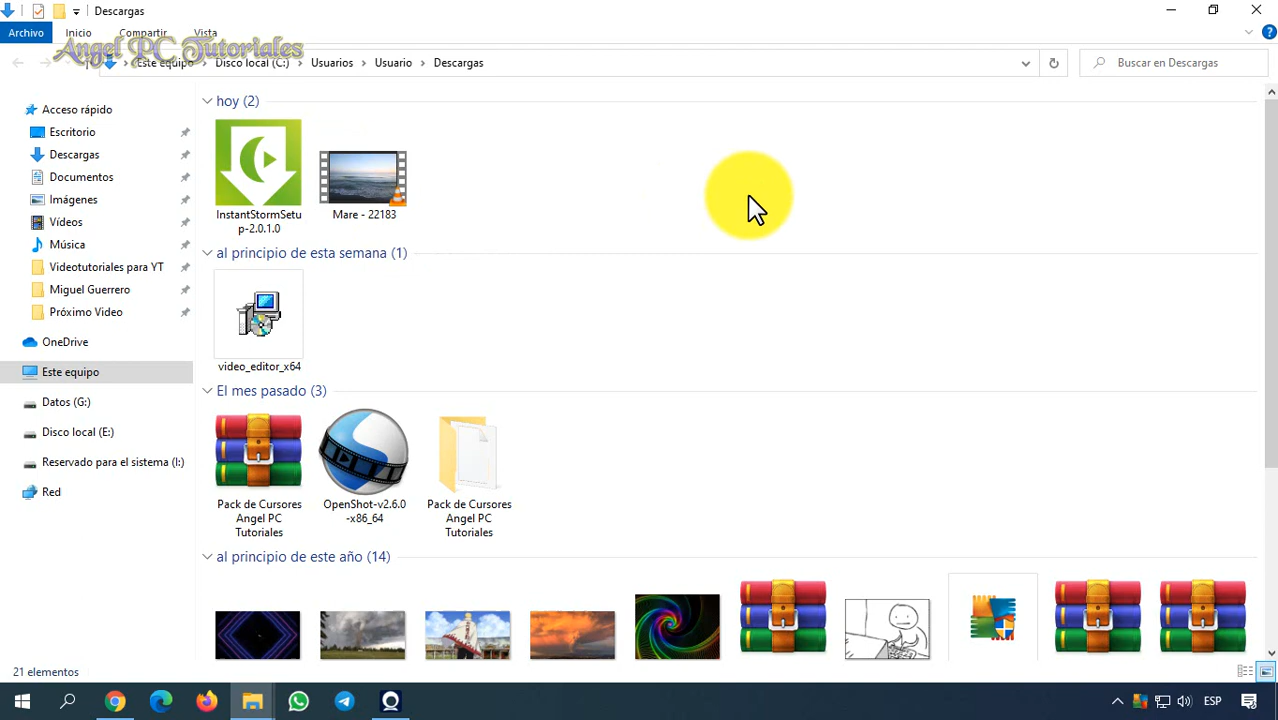 Descargas
Archivo Inicio Compartir Vista
Angel PC Tutoriales
Este equipo > Disco local (C:) > Usuarios > Usuario > Descargas
Buscar en Descargas
Acceso rápido
Escritorio
Descargas
Documentos
Imágenes
Vídeos
Música
Videotutoriales para YT
Miguel Guerrero
Próximo Video
OneDrive
Este equipo
Datos (G:)
Disco local (E:)
Reservado para el sistema (I:)
Red
hoy (2)
InstantStormSetu
p-2.0.1.0
Mare - 22183
al principio de esta semana (1)
video_editor_x64
El mes pasado (3)
Pack de Cursores
Angel PC
Tutoriales
OpenShot-v2.6.0
-x86_64
Pack de Cursores
Angel PC
Tutoriales
al principio de este año (14)
21 elementos
ESP